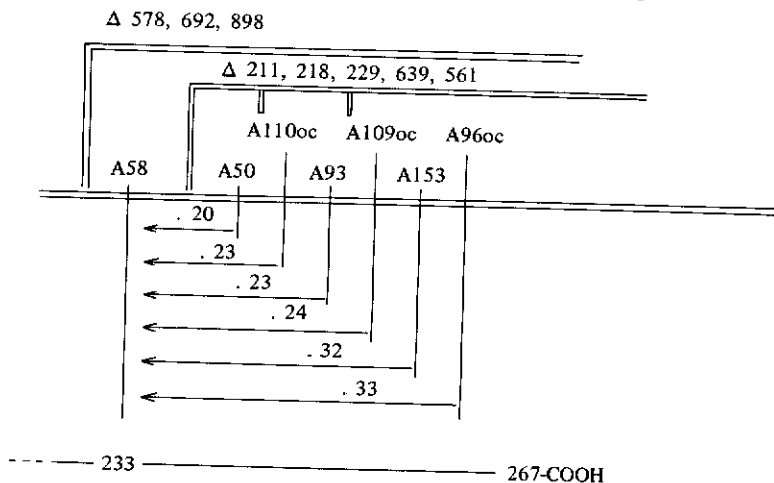 Δ 578, 692, 898
Δ 211, 218, 229, 639, 561
A110oc A109oc A96oc
A58 A50 A93 A153
. 20
. 23
. 23
. 24
. 32
. 33
--- 233 267-COOH